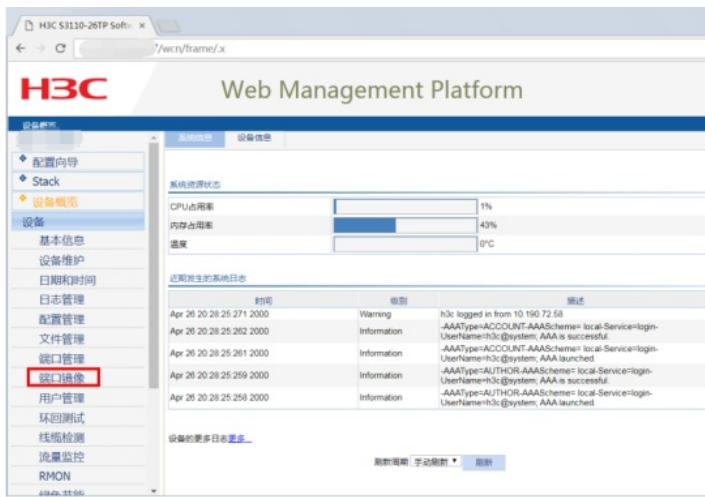 H3C S3110-26TP Softw
/wcn/frame/.x
H3C
Web Management Platform
设备概览
系统信息 设备信息
配置向导
Stack
设备概览
设备
基本信息
设备维护
日期和时间
日志管理
配置管理
文件管理
端口管理
端口镜像
用户管理
环回测试
线缆检测
流量监控
RMON
绿色节能
系统资源状态
CPU占用率 1%
内存占用率 43%
温度 0°C
近期发生的系统日志
时间 级别 描述
Apr 26 20:28:25:271 2000 Warning h3c logged in from 10.190.72.58
Apr 26 20:28:25:262 2000 Information -AAAType=ACCOUNT-AAAScheme= local-Service=login-
UserName=h3c@system; AAA is successful.
Apr 26 20:28:25:261 2000 Information -AAAType=ACCOUNT-AAAScheme= local-Service=login-
UserName=h3c@system; AAA launched.
Apr 26 20:28:25:259 2000 Information -AAAType=AUTHOR-AAAScheme= local-Service=login-
UserName=h3c@system; AAA is successful.
Apr 26 20:28:25:258 2000 Information -AAAType=AUTHOR-AAAScheme= local-Service=login-
UserName=h3c@system; AAA launched.
设备的更多日志更多...
刷新周期 手动刷新 刷新